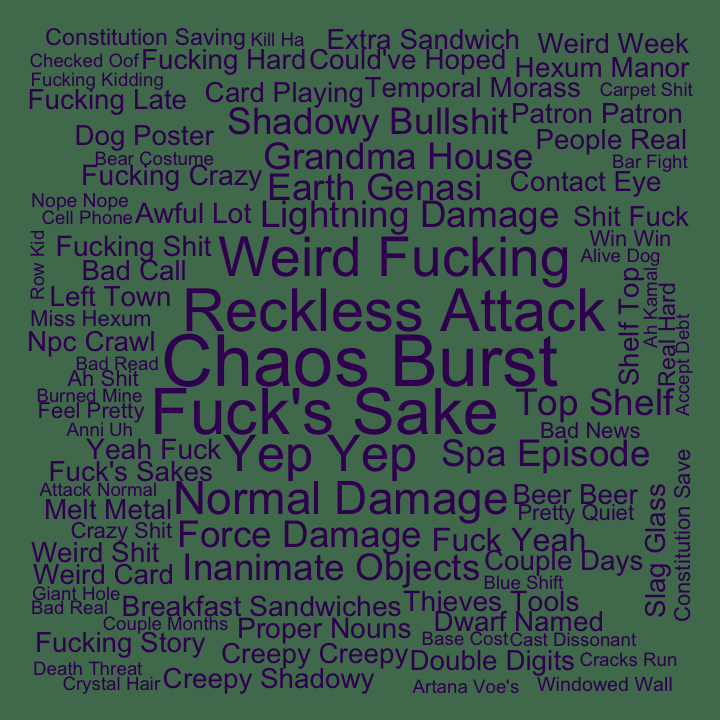 Constitution Saving
Kill Ha
Extra Sandwich
Weird Week
Checked Oof
Fucking Hard
Could've Hoped
Hexum Manor
Fucking Kidding
Fucking Late
Card Playing
Temporal Morass
Carpet Shit
Shadowy Bullshit
Patron Patron
Dog Poster
People Real
Bear Costume
Grandma House
Bar Fight
Fucking Crazy
Earth Genasi
Contact Eye
Nope Nope
Cell Phone
Awful Lot
Lightning Damage
Shit Fuck
Row Kid
Fucking Shit
Weird Fucking
Win Win
Alive Dog
Bad Call
Left Town
Reckless Attack
Shelf Top
Ah Kamal
Real Hard
Accept Debt
Miss Hexum
Npc Crawl
Chaos Burst
Bad Read
Ah Shit
Burned Mine
Feel Pretty
Fuck's Sake
Top Shelf
Anni Uh
Bad News
Yeah Fuck
Yep Yep
Spa Episode
Fuck's Sakes
Attack Normal
Normal Damage
Beer Beer
Melt Metal
Pretty Quiet
Slag Glass
Constitution Save
Crazy Shit
Force Damage
Fuck Yeah
Weird Shit
Inanimate Objects
Couple Days
Weird Card
Blue Shift
Giant Hole
Bad Real
Breakfast Sandwiches
Thieves Tools
Couple Months
Proper Nouns
Dwarf Named
Fucking Story
Base Cost
Cast Dissonant
Creepy Creepy
Double Digits
Cracks Run
Death Threat
Crystal Hair
Creepy Shadowy
Artana Voe's
Windowed Wall